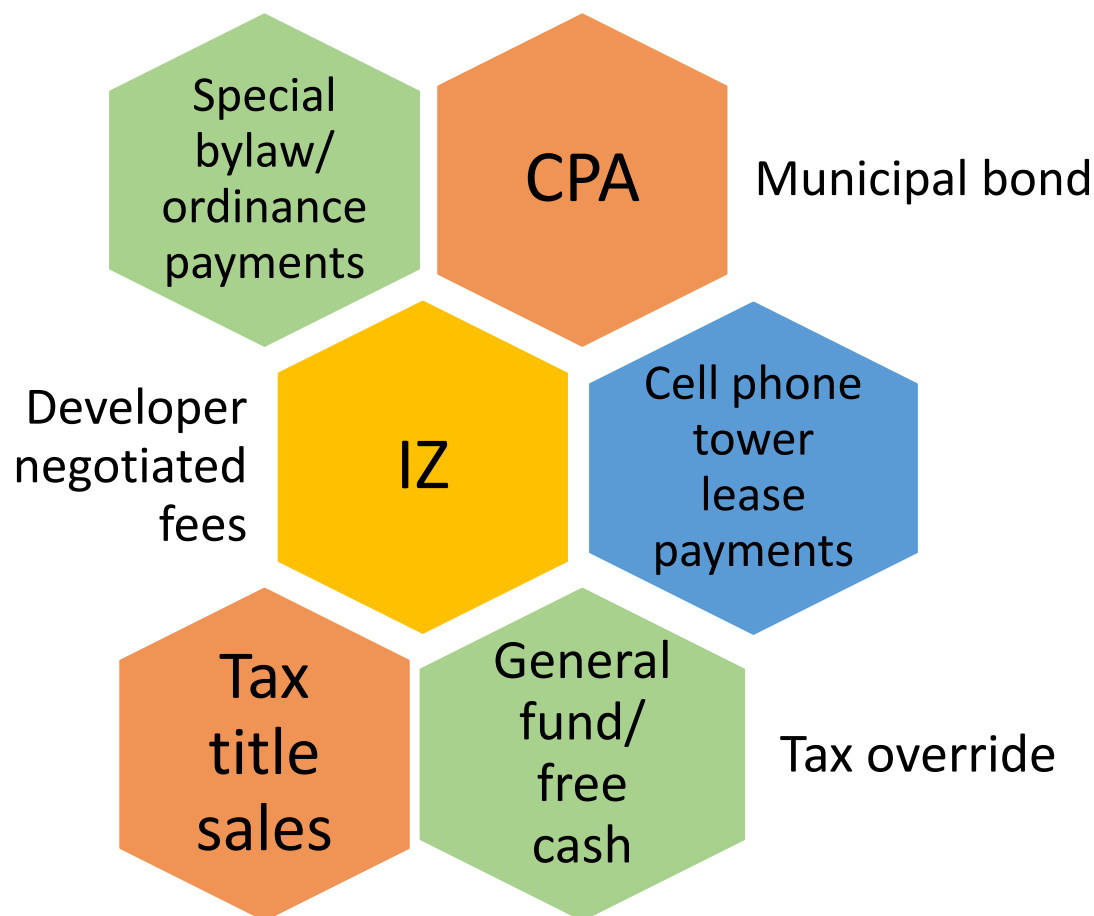 Special
bylaw/
ordinance
payments
CPA
Municipal bond
Developer
negotiated
fees
IZ
Cell phone
tower
lease
payments
Tax
title
sales
General
fund/
free
cash
Tax override